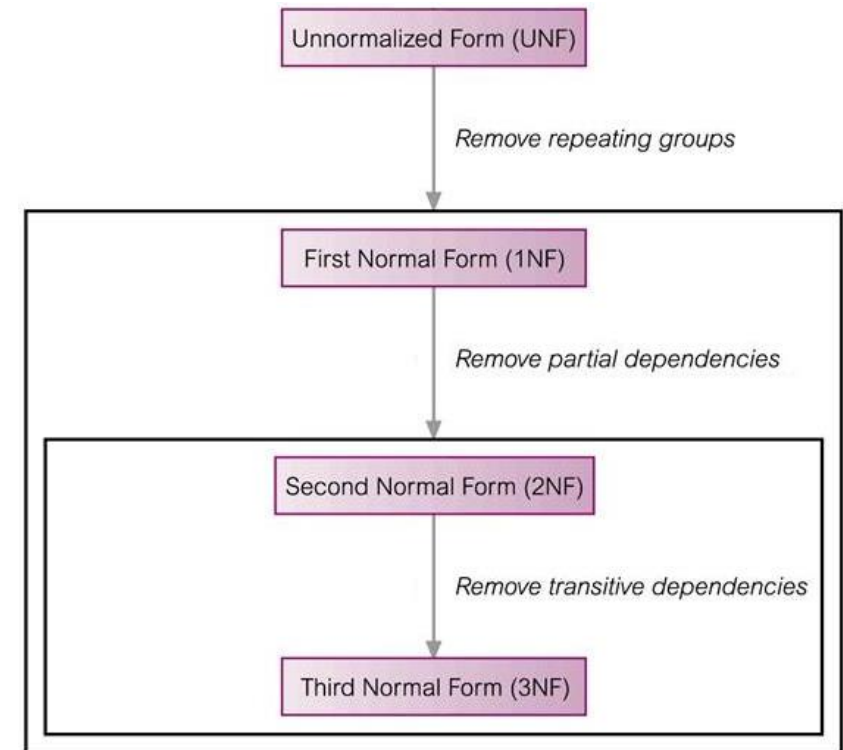 Unnormalized Form (UNF)
Remove repeating groups
First Normal Form (1NF)
Remove partial dependencies
Second Normal Form (2NF)
Remove transitive dependencies
Third Normal Form (3NF)